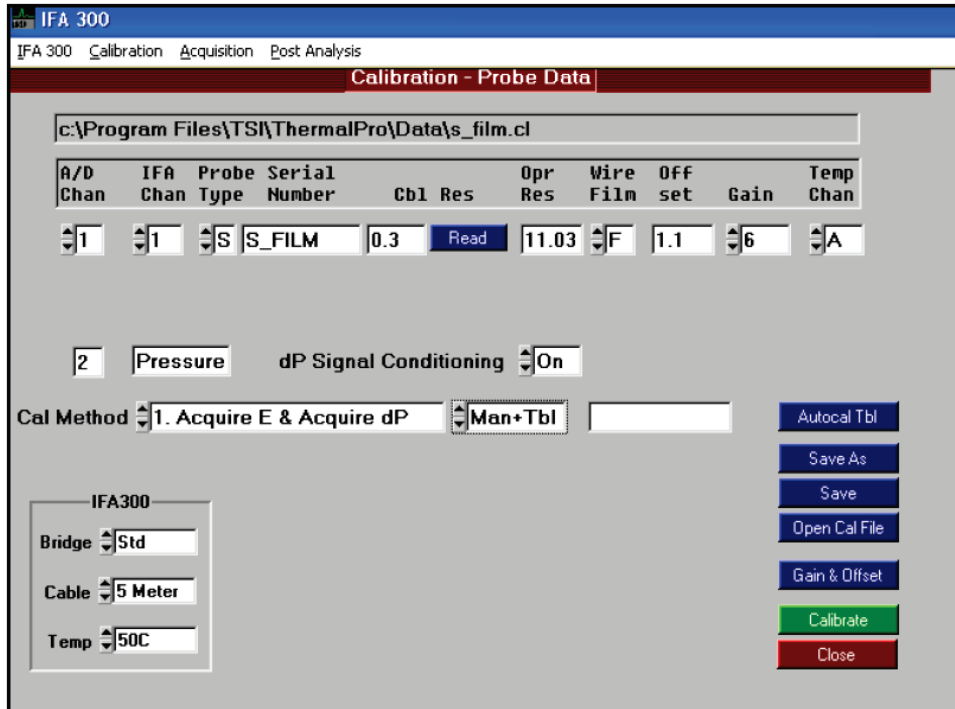 IFA 300
IFA 300 Calibration Acquisition Post Analysis
Calibration - Probe Data
c:\Program Files\TSI\ThermalPro\Data\s_film.cl
A/D IFA Probe Serial Opr Wire Off Temp
Chan Chan Type Number Cbl Res Res Film set Gain Chan
1 1 S S_FILM 0.3 Read 11.03 F 1.1 6 A
2 Pressure dP Signal Conditioning On
Cal Method 1. Acquire E & Acquire dP Man+Tbl Autocal Tbl
Save As
Save
Open Cal File
Gain & Offset
Calibrate
Close
IFA300
Bridge Std
Cable 5 Meter
Temp 50C